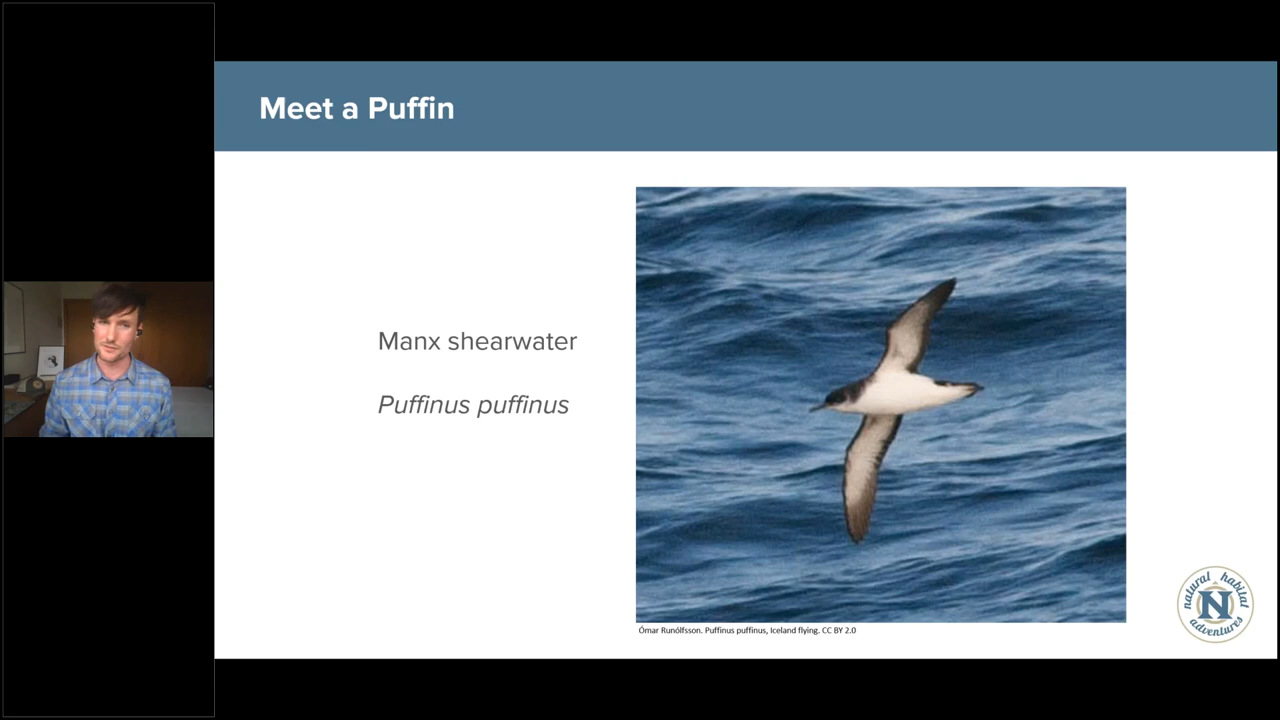 Meet a Puffin
Manx shearwater
Puffinus puffinus
Ómar Runólfsson. Puffinus puffinus, Iceland flying. CC BY 2.0
natural habitat
N
adventures